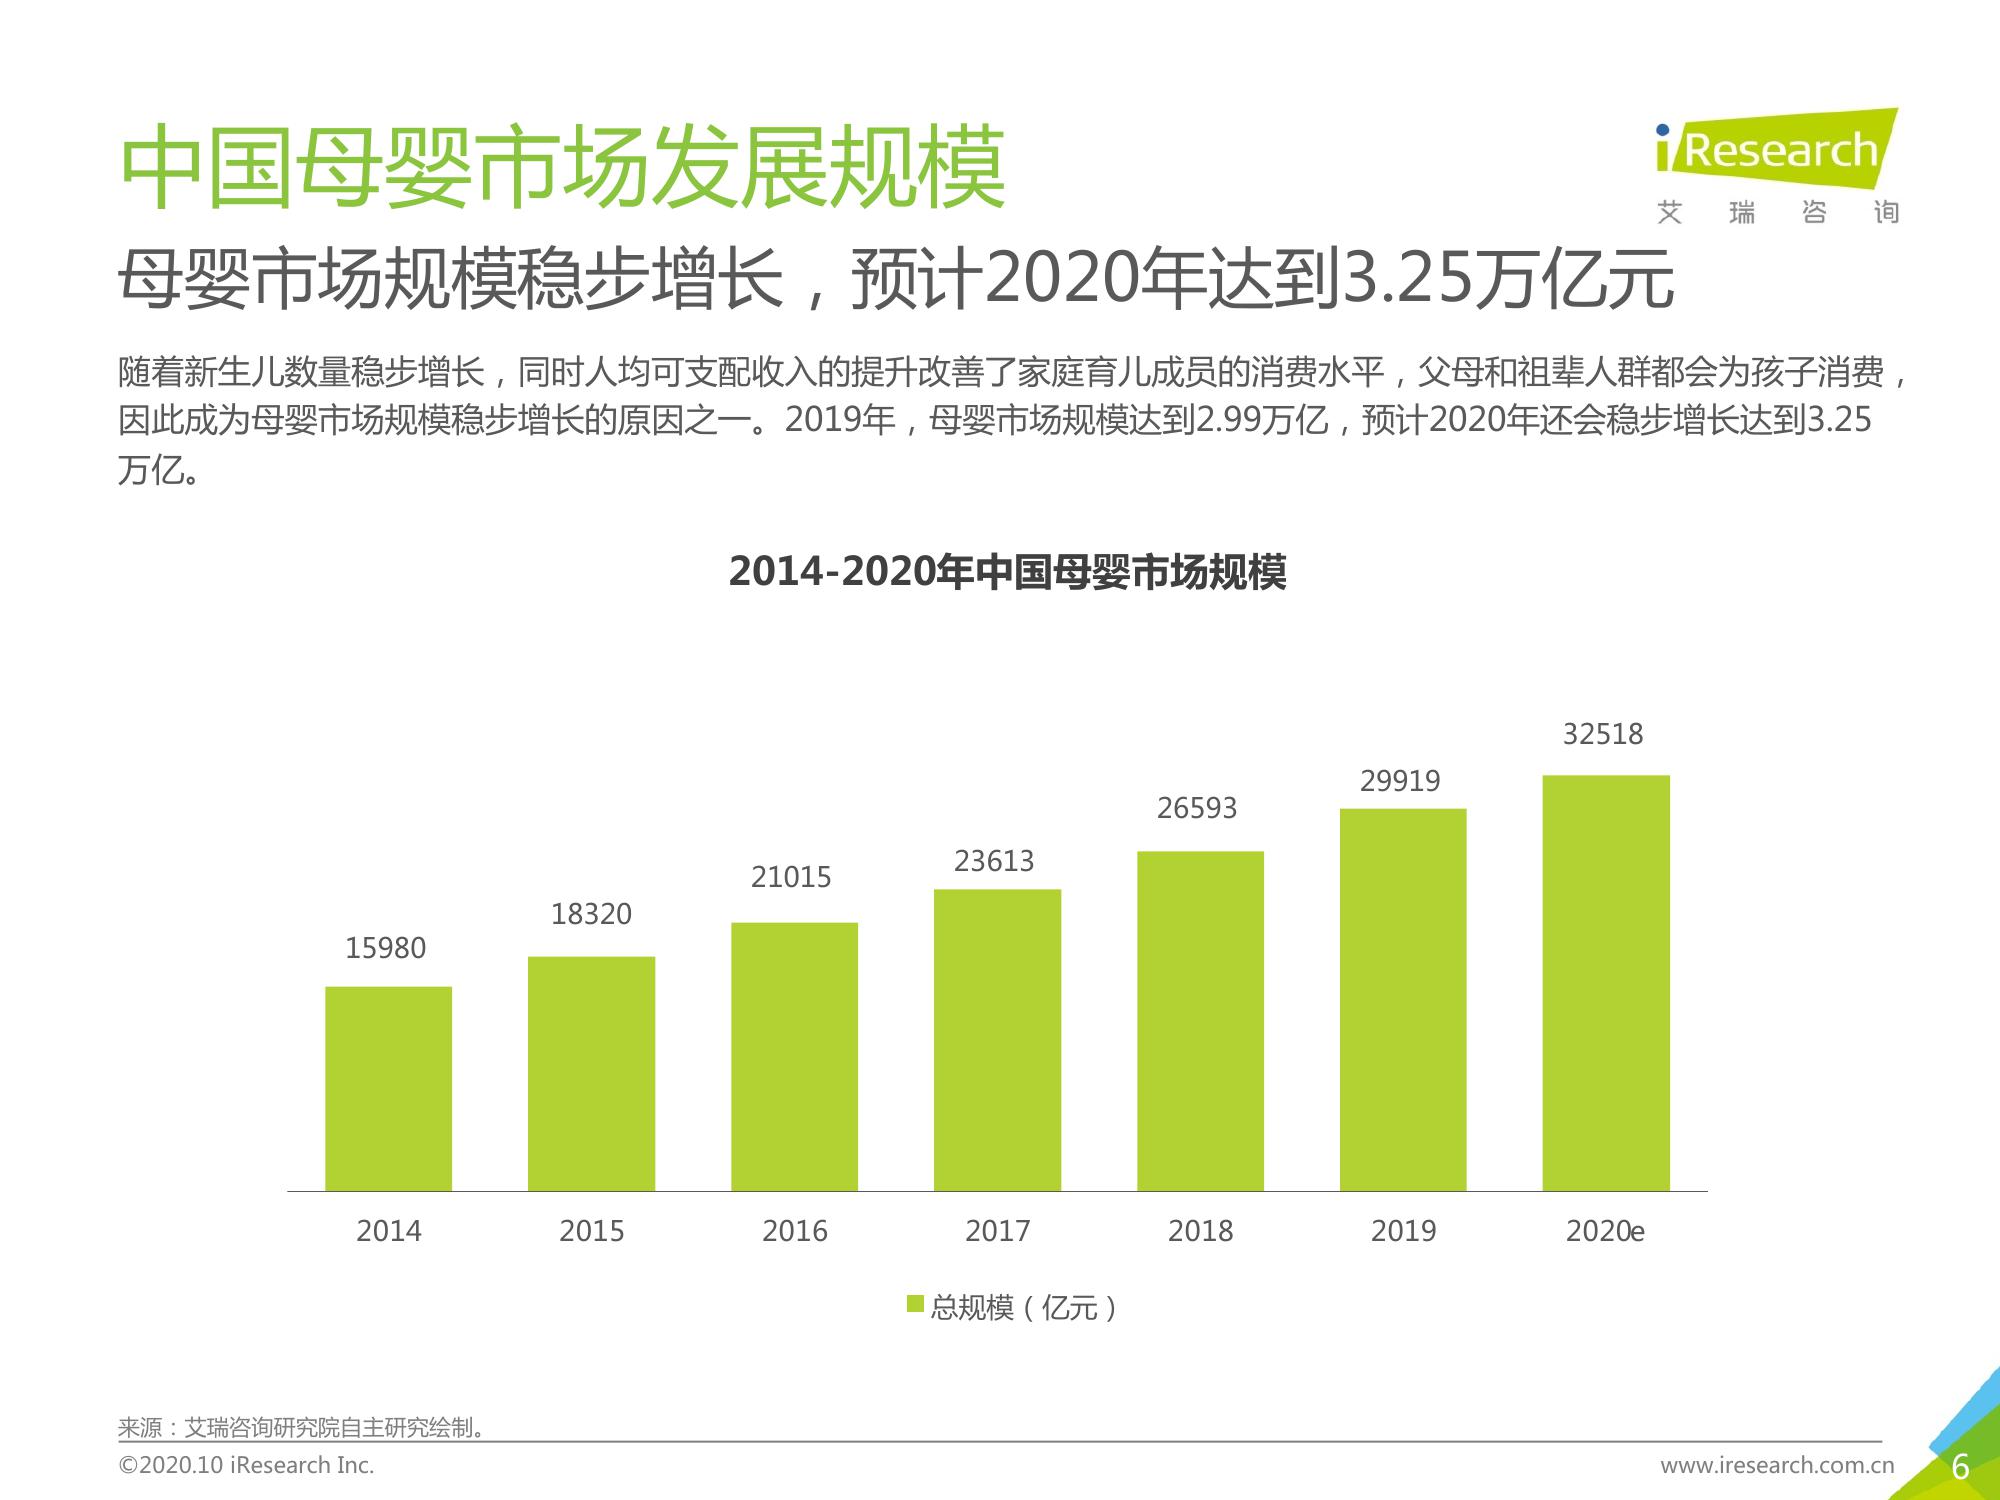 中国母婴市场发展规模
iResearch
艾瑞咨询
母婴市场规模稳步增长，预计2020年达到3.25万亿元
随着新生儿数量稳步增长，同时人均可支配收入的提升改善了家庭育儿成员的消费水平，父母和祖辈人群都会为孩子消费，
因此成为母婴市场规模稳步增长的原因之一。2019年，母婴市场规模达到2.99万亿，预计2020年还会稳步增长达到3.25
万亿。
2014-2020年中国母婴市场规模
15980
18320
21015
23613
26593
29919
32518
2014 2015 2016 2017 2018 2019 2020e
总规模（亿元）
来源：艾瑞咨询研究院自主研究绘制。
©2020.10 iResearch Inc.
www.iresearch.com.cn
6